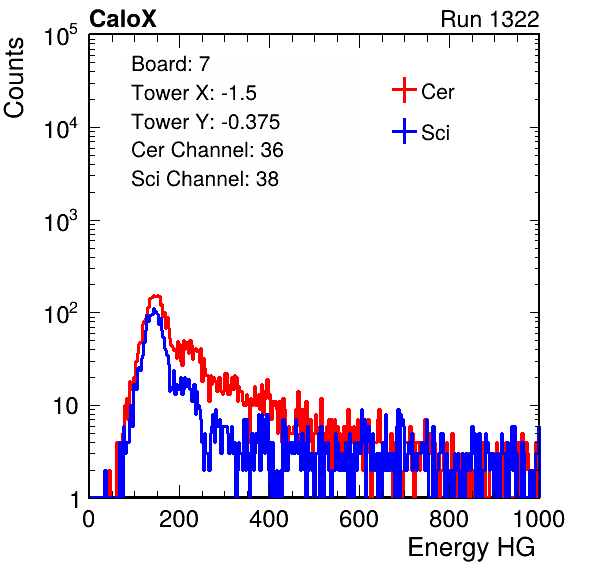 CaloX Run 1322
Counts
10^5
10^4
10^3
10^2
10
1
Board: 7
Tower X: -1.5
Tower Y: -0.375
Cer Channel: 36
Sci Channel: 38
Cer
Sci
0 200 400 600 800 1000
Energy HG